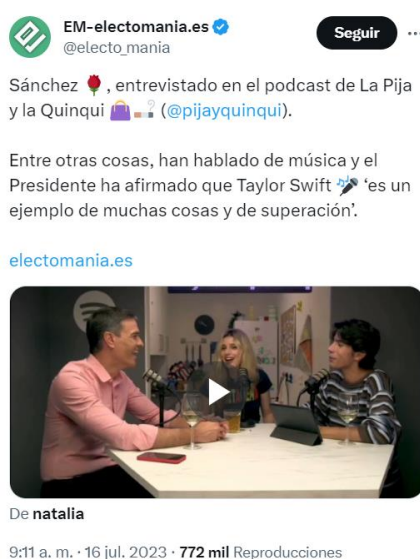 EM-electomania.es
Seguir
@electo_mania
Sánchez 🌹, entrevistado en el podcast de La Pija
y la Quinqui 👜🚬 (@pijayquinqui).
Entre otras cosas, han hablado de música y el
Presidente ha afirmado que Taylor Swift 🎤 ‘es un
ejemplo de muchas cosas y de superación’.
electomania.es
De natalia
9:11 a. m. · 16 jul. 2023 · 772 mil Reproducciones